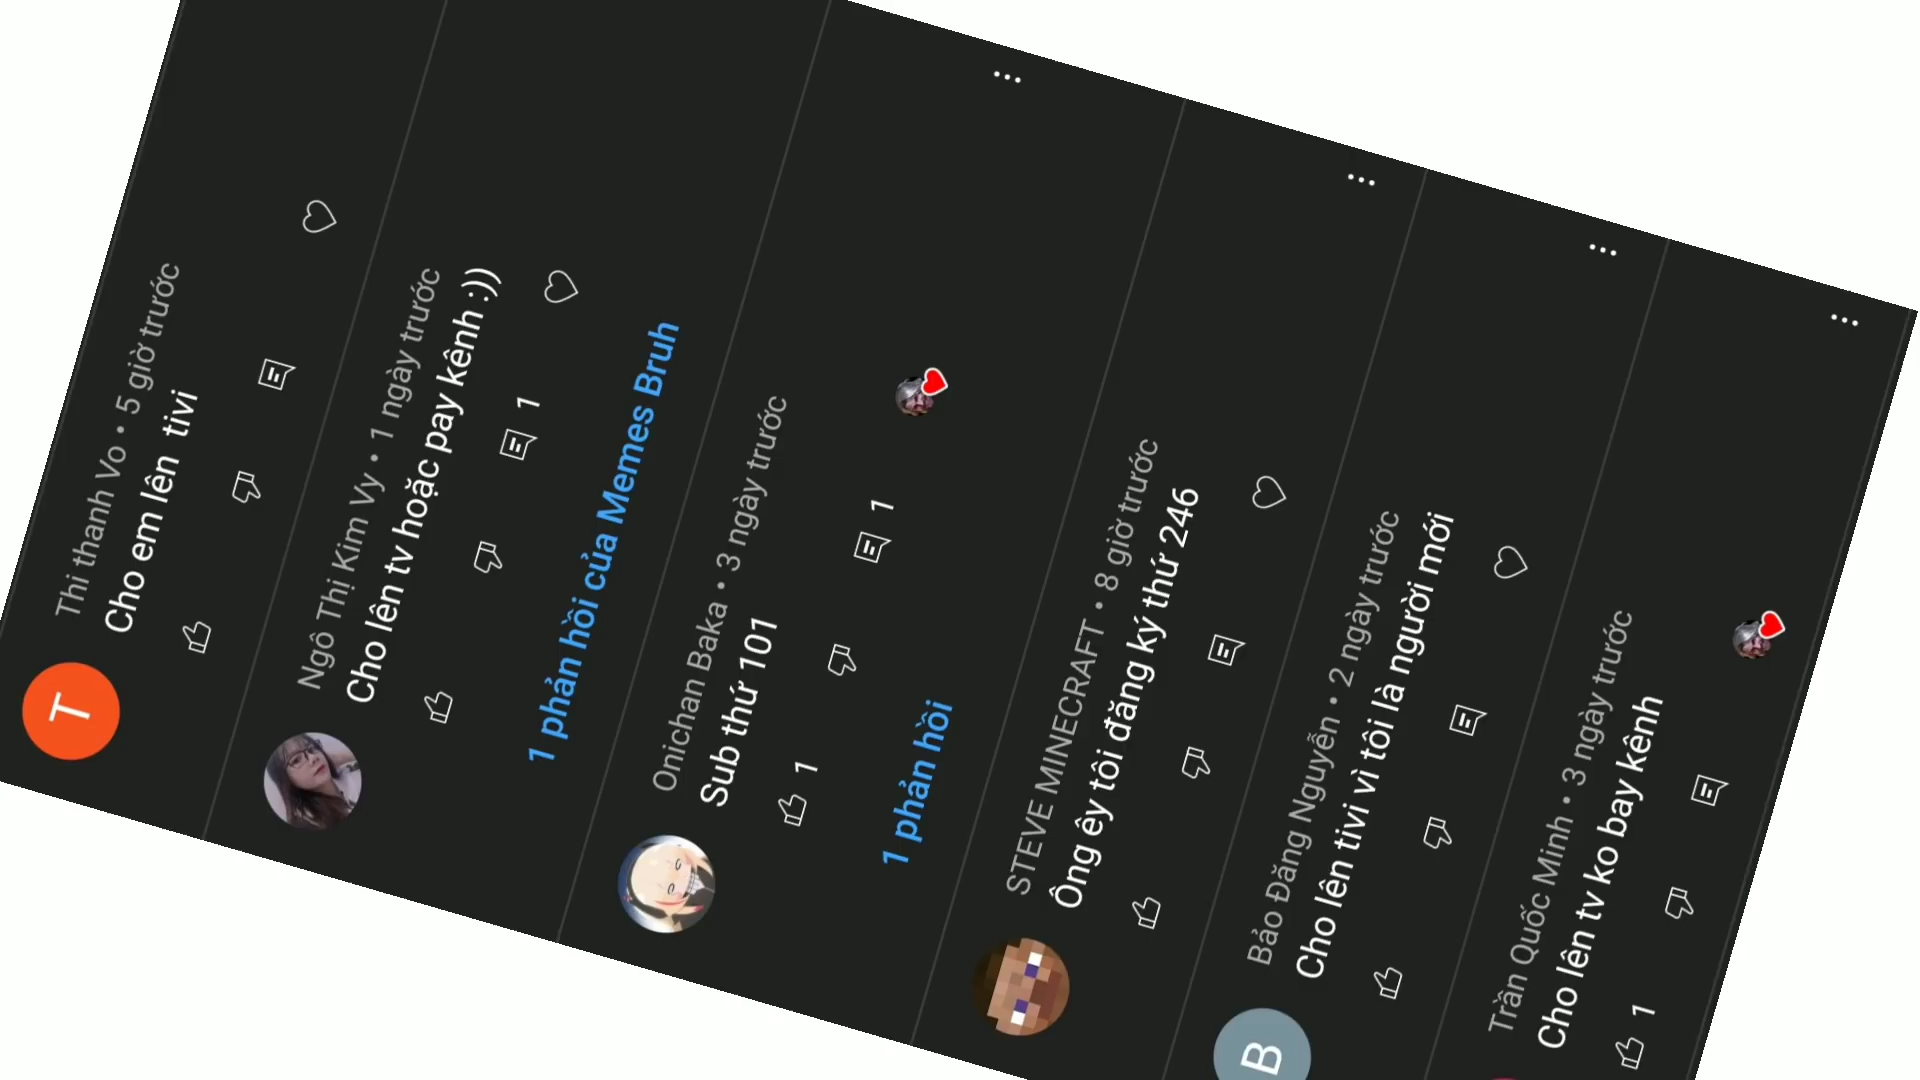 T
Thi thanh Vo • 5 giờ trước
Cho em lên tivi
Ngô Thị Kim Vy • 1 ngày trước
Cho lên tv hoặc pay kênh :))
1
1 phản hồi của Memes Bruh
Onichan Baka • 3 ngày trước
Sub thứ 101
1 1
1 phản hồi
STEVE MINECRAFT • 8 giờ trước
Ông êy tôi đăng ký thứ 246
B
Bảo Đăng Nguyễn • 2 ngày trước
Cho lên tivi vì tôi là người mới
Trần Quốc Minh • 3 ngày trước
Cho lên tv ko bay kênh
1